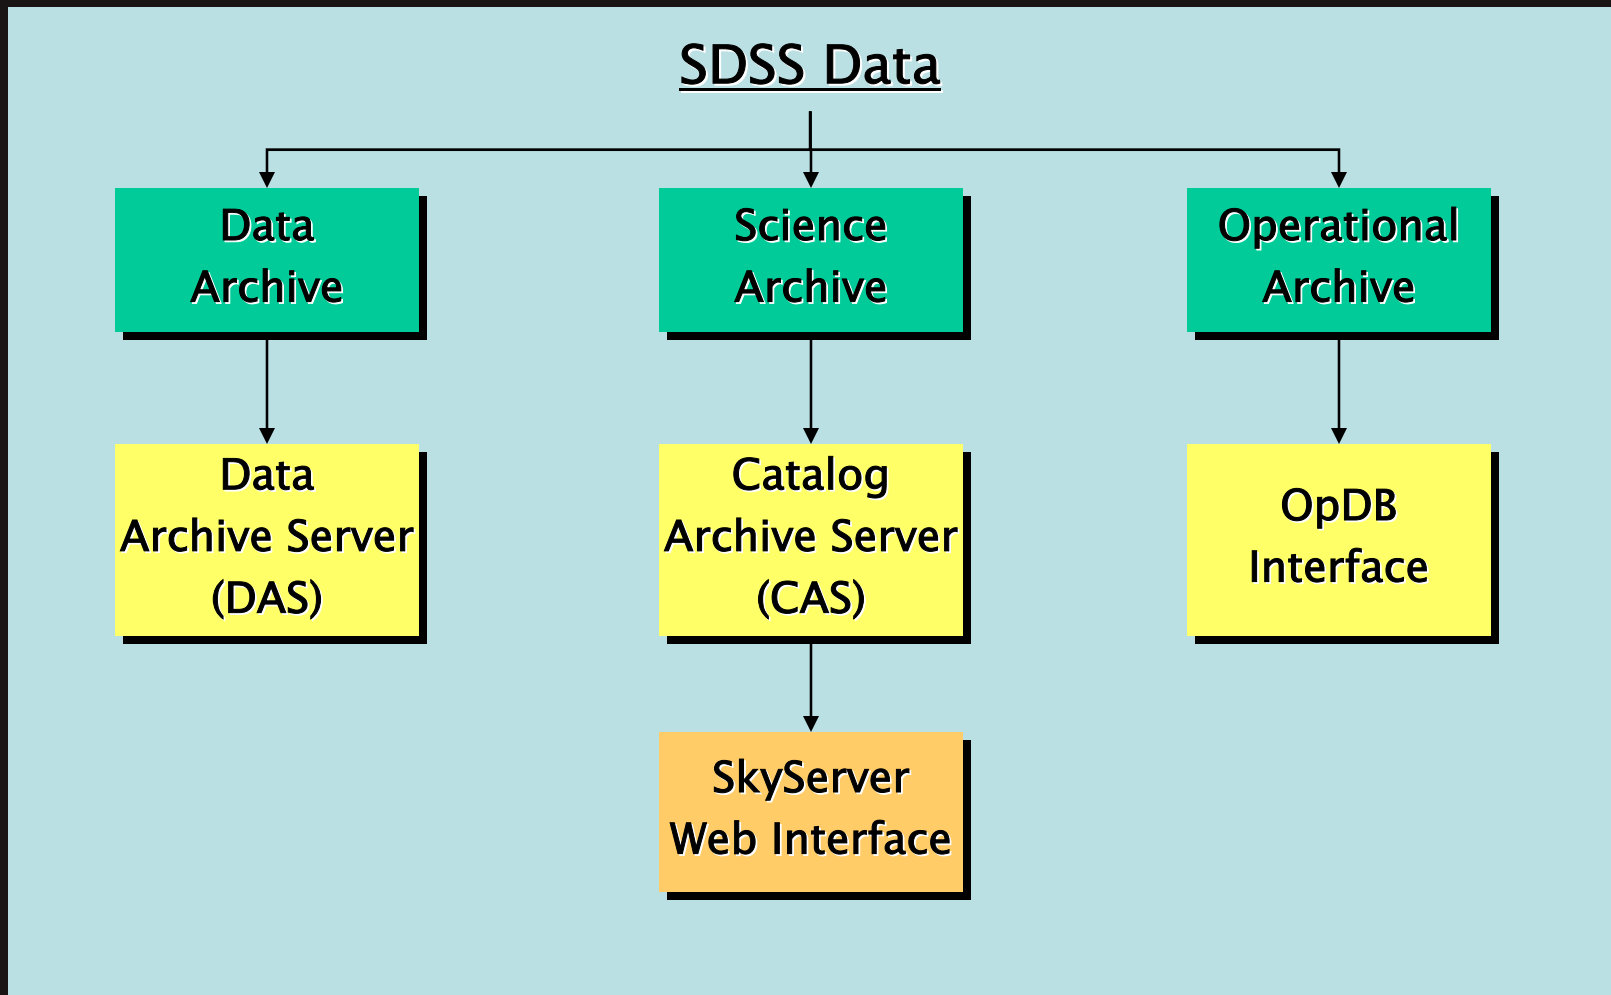 SDSS Data
Data
Archive
Science
Archive
Operational
Archive
Data
Archive Server
(DAS)
Catalog
Archive Server
(CAS)
OpDB
Interface
SkyServer
Web Interface